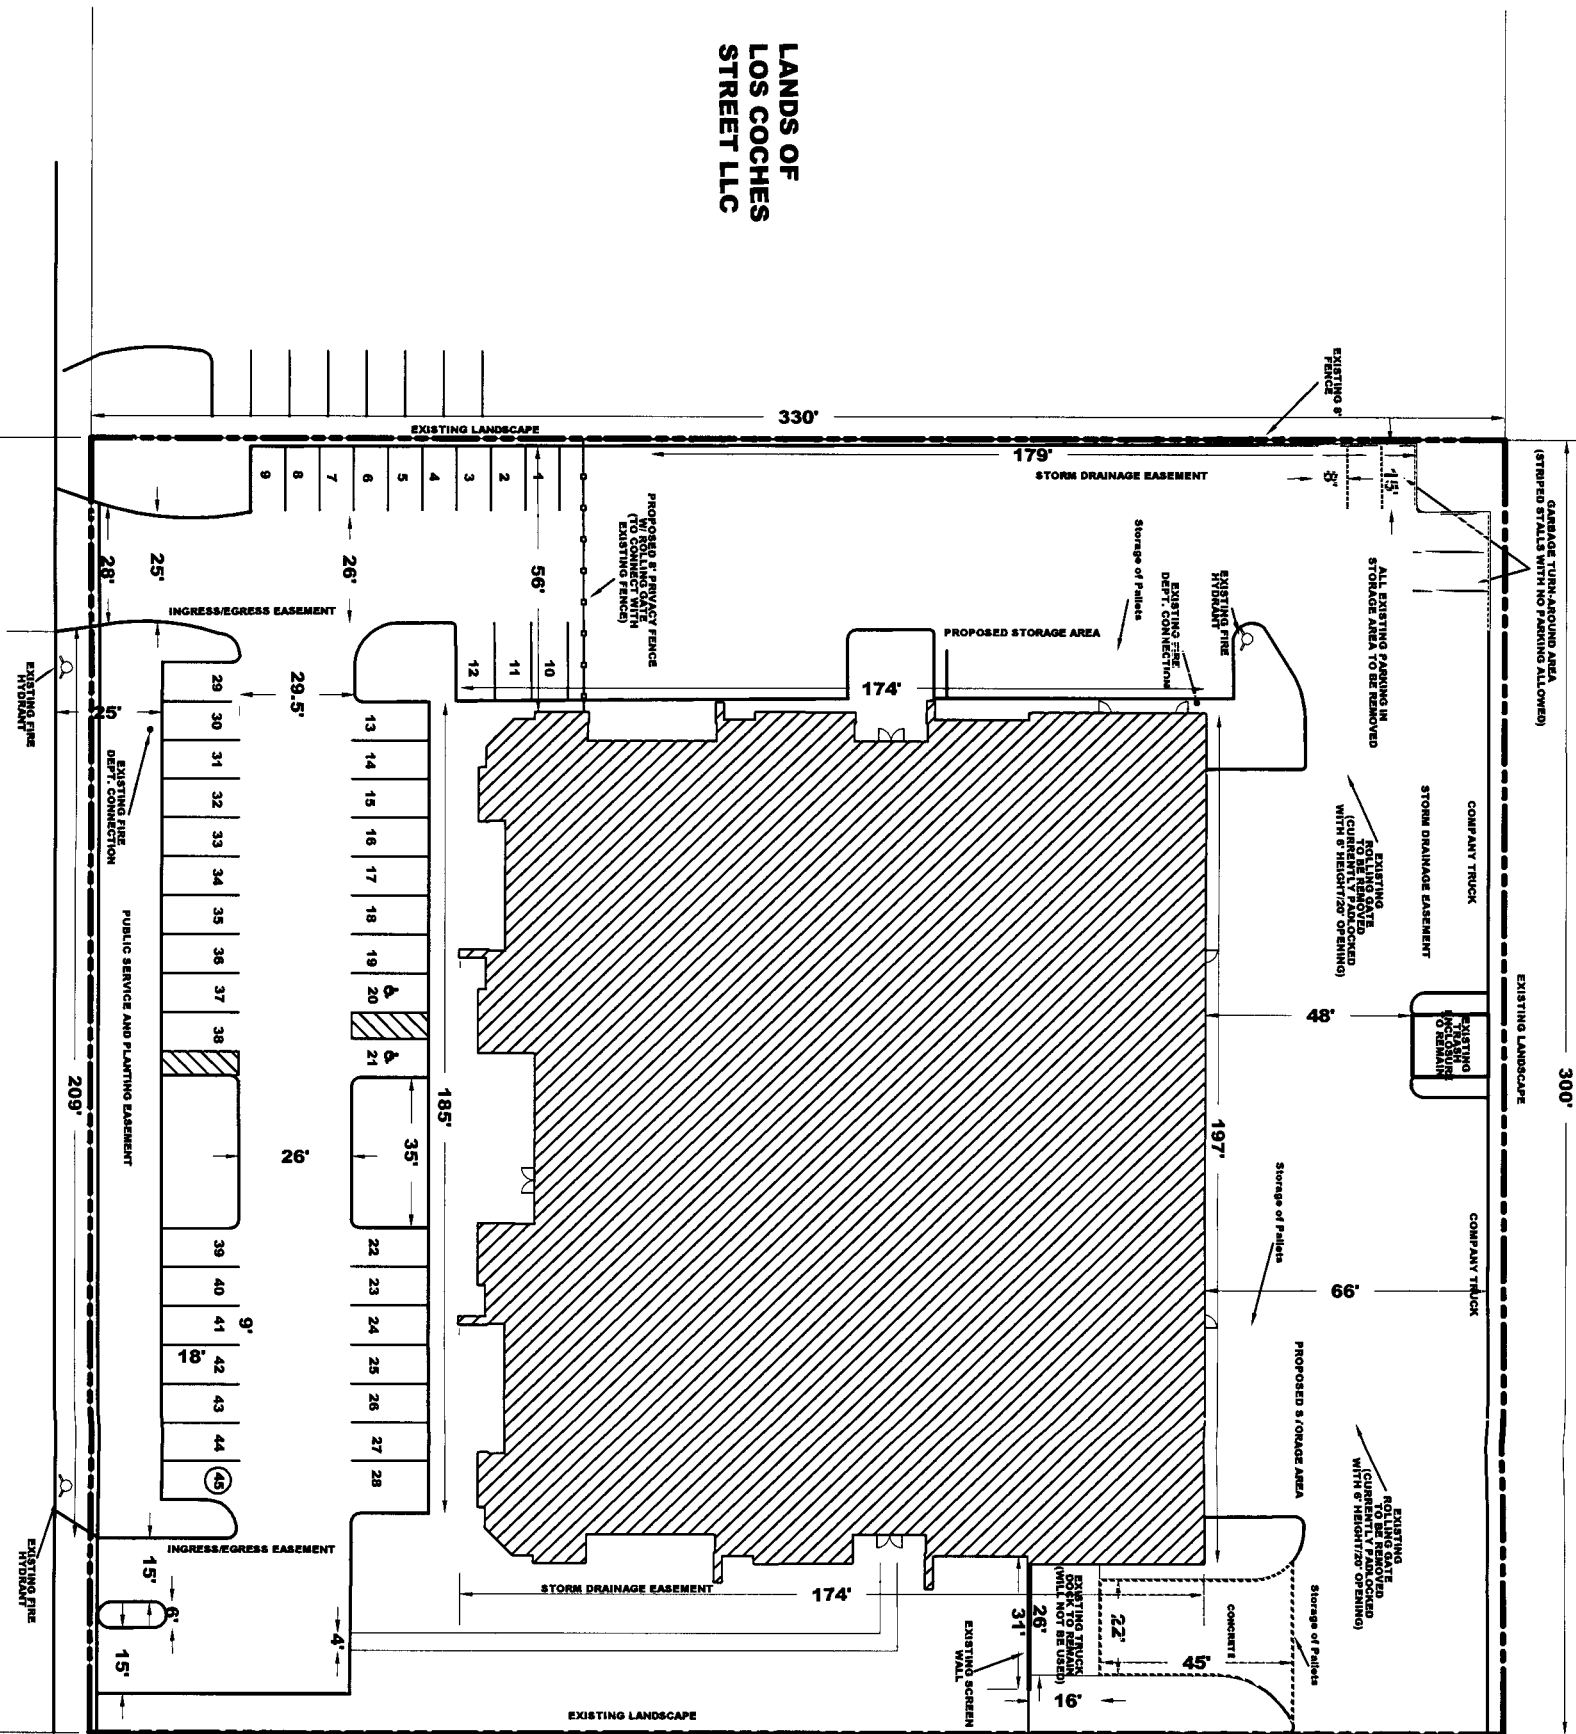 LANDS OF
LOS COCHES
STREET LLC
330'
EXISTING LANDSCAPE
EXISTING 8'
FENCE
179'
STORM DRAINAGE EASEMENT
8'
15'
GARBAGE TURN-AROUND AREA
(STRIPED STALLS WITH NO PARKING ALLOWED)
ALL EXISTING PARKING IN
STORAGE AREA TO BE REMOVED
9
8
7
6
5
4
3
2
1
56'
PROPOSED 8' PRIVACY FENCE
W/ ROLLING GATE
(TO CONNECT WITH
EXISTING FENCE)
Storage of Pallets
EXISTING FIRE
DEPT. CONNECTION
EXISTING FIRE
HYDRANT
PROPOSED STORAGE AREA
28'
25'
26'
INGRESS/EGRESS EASEMENT
12
11
10
174'
EXISTING FIRE
HYDRANT
25'
EXISTING FIRE
DEPT. CONNECTION
29.5'
29
30
31
32
33
34
35
36
37
38
13
14
15
16
17
18
19
20
21
EXISTING
ROLLING GATE
TO BE REMOVED
(CURRENTLY PADLOCKED
WITH 6' HEIGHT/20' OPENING)
STORM DRAINAGE EASEMENT
COMPANY TRUCK
EXISTING LANDSCAPE
48'
EXISTING
TRASH
ENCLOSURE
TO REMAIN
300'
PUBLIC SERVICE AND PLANTING EASEMENT
209'
26'
35'
185'
197'
Storage of Pallets
66'
COMPANY TRUCK
39
40
41
42
43
44
45
9'
18'
22
23
24
25
26
27
28
PROPOSED STORAGE AREA
EXISTING
ROLLING GATE
TO BE REMOVED
(CURRENTLY PADLOCKED
WITH 6' HEIGHT/20' OPENING)
EXISTING FIRE
HYDRANT
INGRESS/EGRESS EASEMENT
15'
6'
15'
4'
STORM DRAINAGE EASEMENT
174'
31'
26'
EXISTING TRUCK
DOCK TO REMAIN
(WILL NOT BE USED)
22'
CONCRETE
45'
16'
Storage of Pallets
EXISTING SCREEN
WALL
EXISTING LANDSCAPE